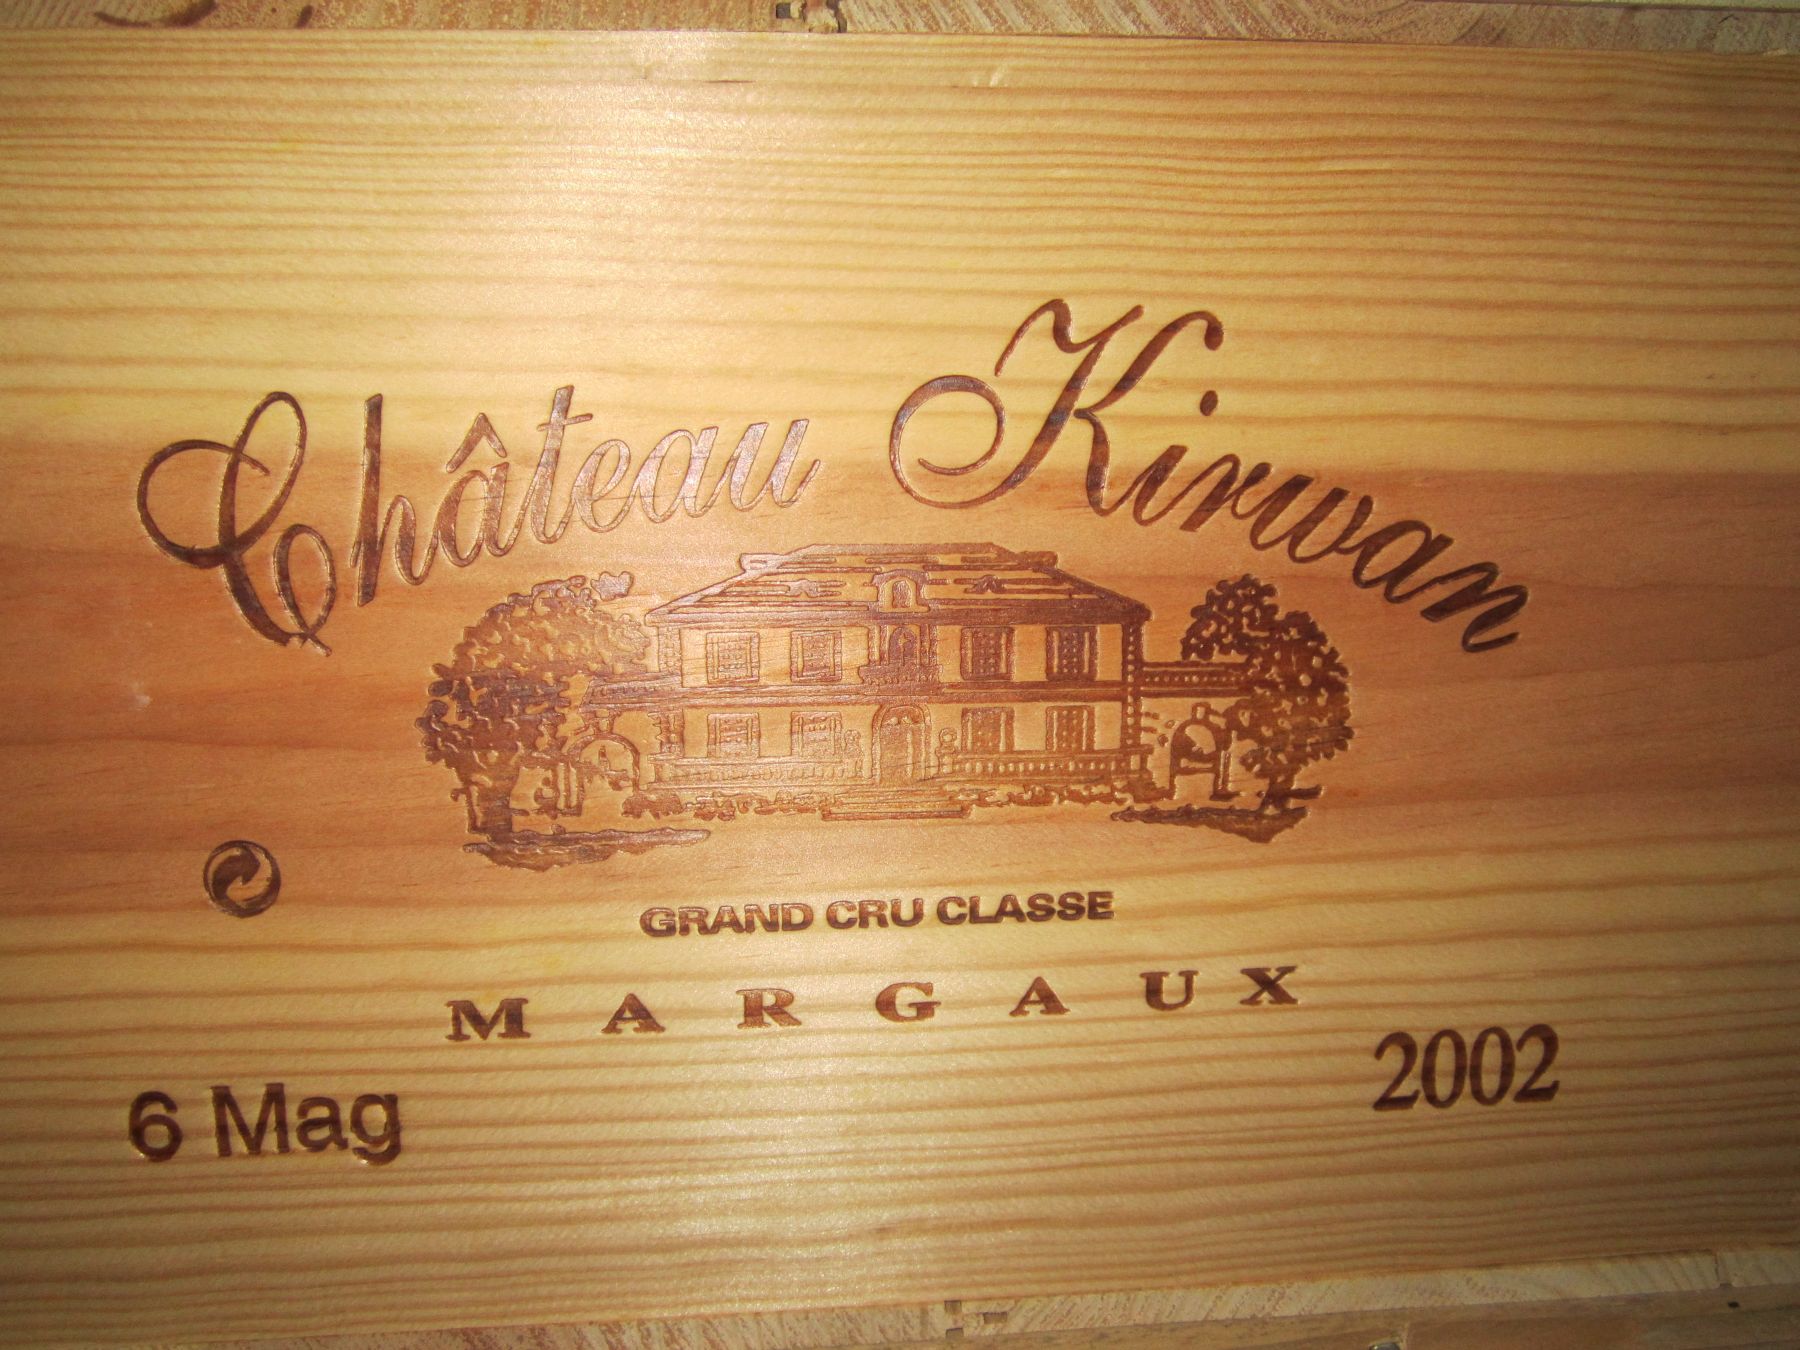 Château Kirwan
GRAND CRU CLASSE
MARGAUX
2002
6 Mag